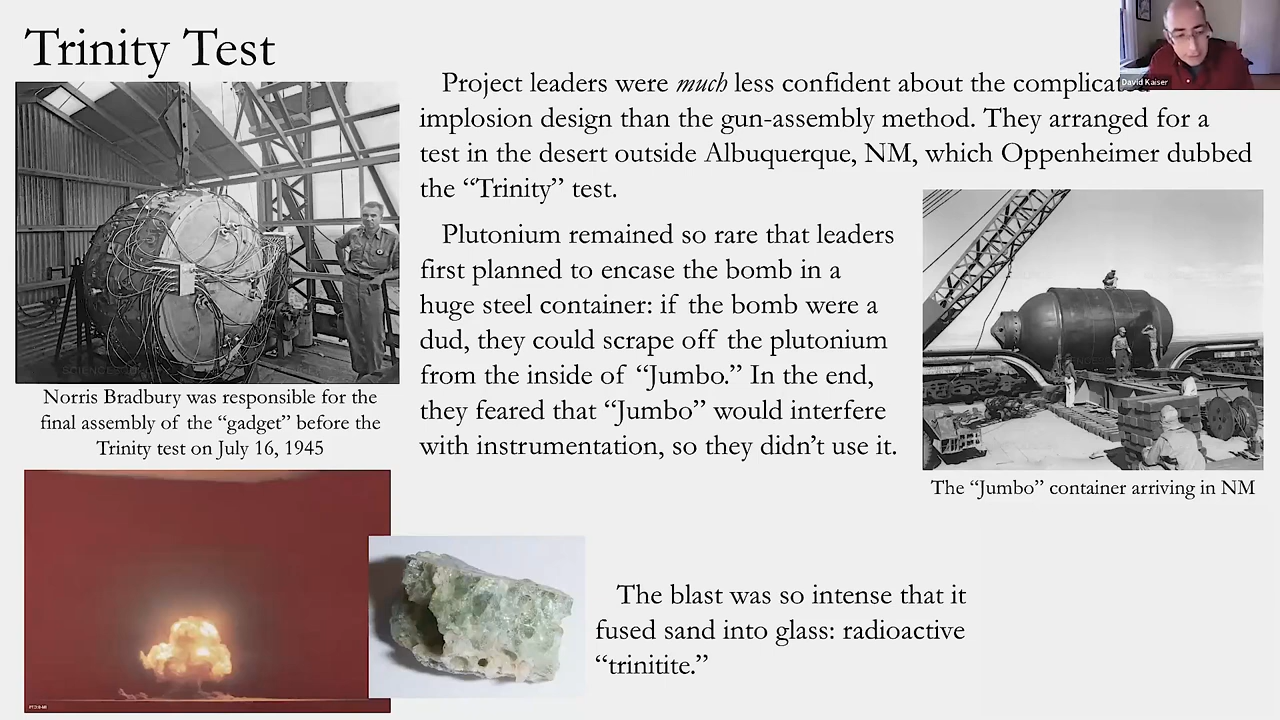 Trinity Test
David Kaiser
Project leaders were much less confident about the complicated
implosion design than the gun-assembly method. They arranged for a
test in the desert outside Albuquerque, NM, which Oppenheimer dubbed
the “Trinity” test.
Plutonium remained so rare that leaders
first planned to encase the bomb in a
huge steel container: if the bomb were a
dud, they could scrape off the plutonium
from the inside of “Jumbo.” In the end,
they feared that “Jumbo” would interfere
with instrumentation, so they didn’t use it.
Norris Bradbury was responsible for the
final assembly of the “gadget” before the
Trinity test on July 16, 1945
The “Jumbo” container arriving in NM
The blast was so intense that it
fused sand into glass: radioactive
“trinitite.”